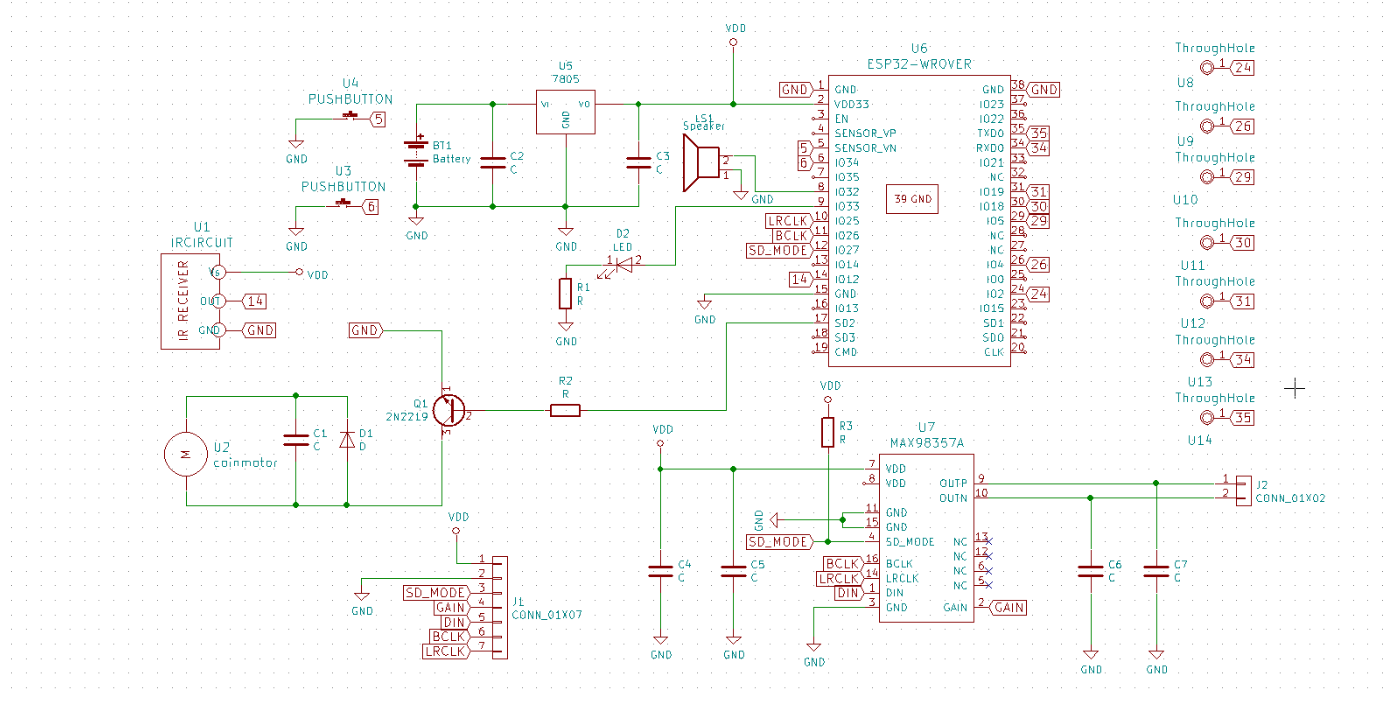 VDD
U4
PUSHBUTTON
5
GND
U3
PUSHBUTTON
6
GND
U5
7805
VI
VO
GND
BT1
Battery
C2
C
C3
C
GND
GND
LS1
Speaker
2
1
GND
U6
ESP32-WROVER
39 GND
GND 1 GND
2 VDD33
3 EN
4 SENSOR_VP
5 5 SENSOR_VN
6 6 IO34
7 IO35
8 IO32
9 IO33
LRCLK 10 IO25
BCLK 11 IO26
SD_MODE 12 IO27
13 IO14
14 14 IO12
15 GND
16 IO13
17 SD2
18 SD3
19 CMD
GND 38 GND
IO23 37
IO22 36
TXD0 35 35
RXD0 34 34
IO21 33
NC 32
IO19 31 31
IO18 30 30
IO5 29 29
NC 28
NC 27
IO4 26 26
IO0 25
IO2 24 24
IO15 23
SD1 22
SD0 21
CLK 20
GND
ThroughHole
1 24
U8
ThroughHole
1 26
U9
ThroughHole
1 29
U10
ThroughHole
1 30
U11
ThroughHole
1 31
U12
ThroughHole
1 34
U13
ThroughHole
1 35
U14
U1
IRCIRCUIT
IR RECEIVER
VS
VDD
OUT
14
GND
GND
D2
LED
1
2
R1
R
GND
GND
1
Q1
2N2219
2
3
R2
R
M
U2
coinmotor
C1
C
D1
D
VDD
1
2
SD_MODE 3
GAIN 4
DIN 5
BCLK 6
LRCLK 7
J1
CONN_01X07
GND
VDD
C4
C
GND
C5
C
GND
VDD
R3
R
U7
MAX98357A
7 VDD
8 VDD
GND
11 GND
15 GND
SD_MODE 4 SD_MODE
BCLK 16 BCLK
LRCLK 14 LRCLK
DIN 1 DIN
3 GND
GND
OUTP 9
OUTN 10
NC 13
NC 12
NC 6
NC 5
GAIN 2 GAIN
1
2
J2
CONN_01X02
C6
C
GND
C7
C
GND